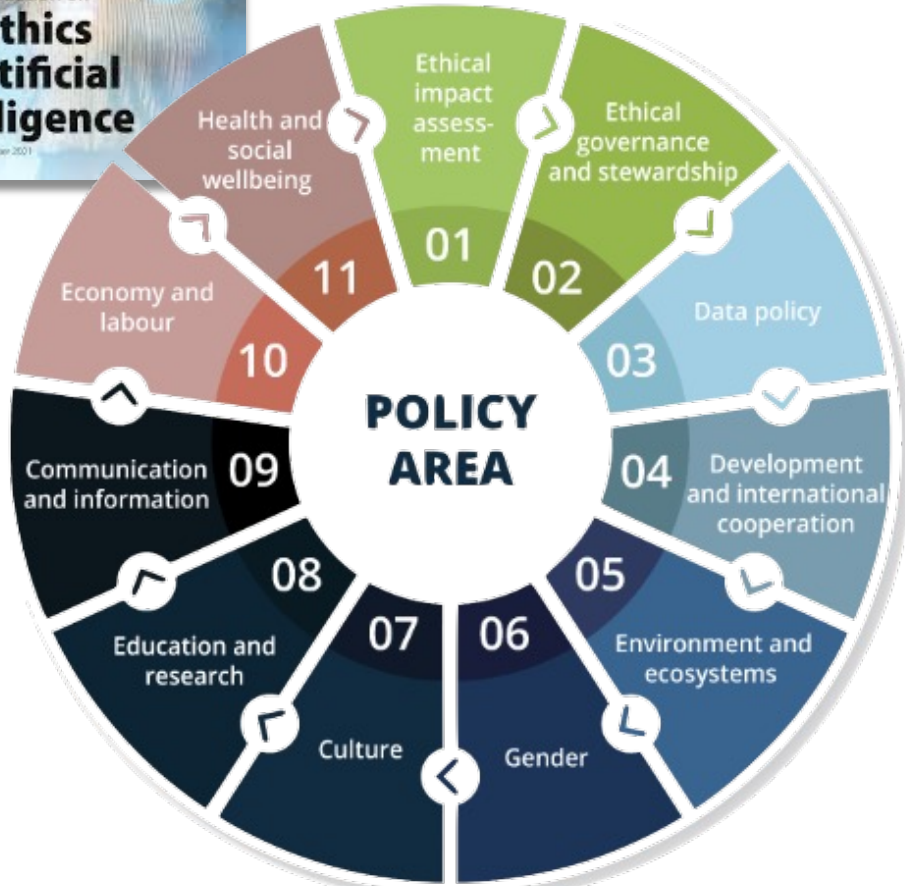 thics
tificial
ligence
2021
POLICY
AREA
01
Ethical
impact
assess-
ment
02
Ethical
governance
and stewardship
03
Data policy
04
Development
and international
cooperation
05
Environment and
ecosystems
06
Gender
07
Culture
08
Education and
research
09
Communication
and information
10
Economy and
labour
11
Health and
social
wellbeing